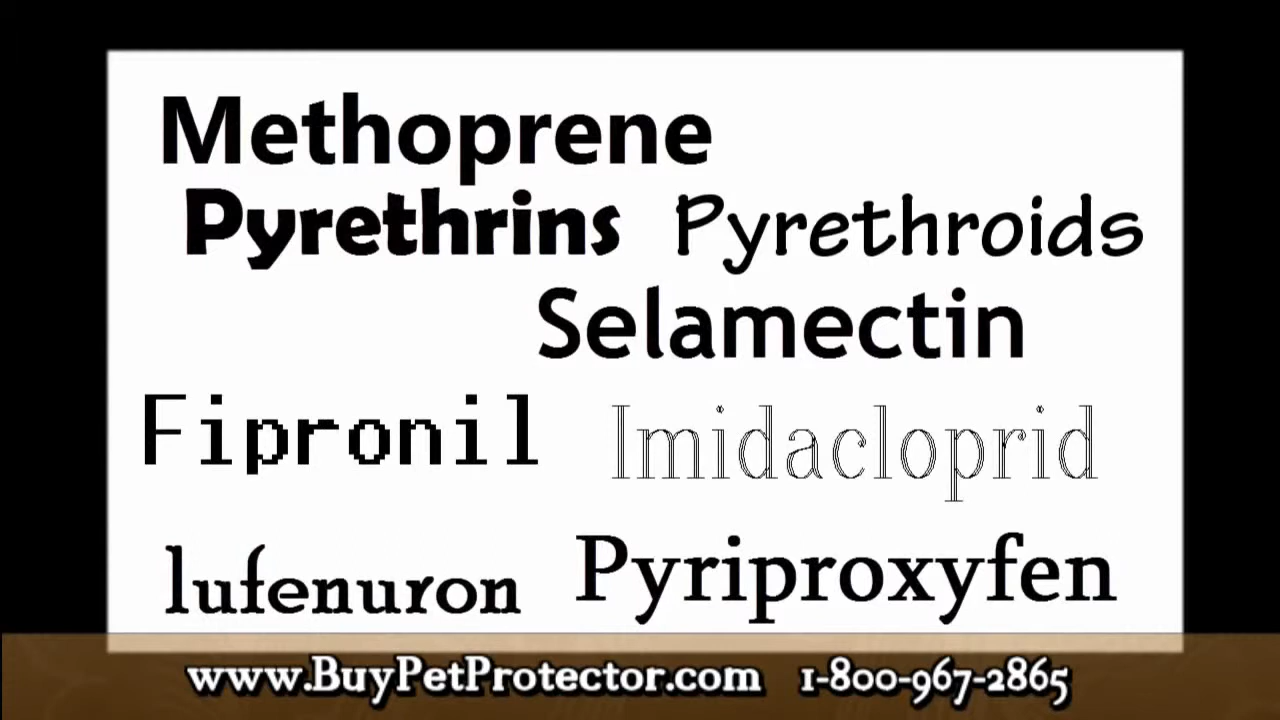 Methoprene
Pyrethrins Pyrethroids
Selamectin
Fipronil Imidacloprid
lufenuron Pyriproxyfen
www.BuyPetProtector.com 1-800-967-2865